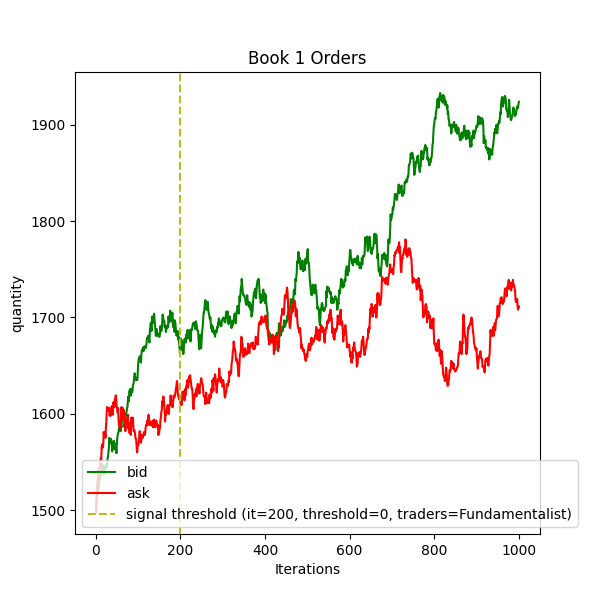 Book 1 Orders
quantity
1900
1800
1700
1600
1500
bid
ask
signal threshold (it=200, threshold=0, traders=Fundamentalist)
0 200 400 600 800 1000
Iterations